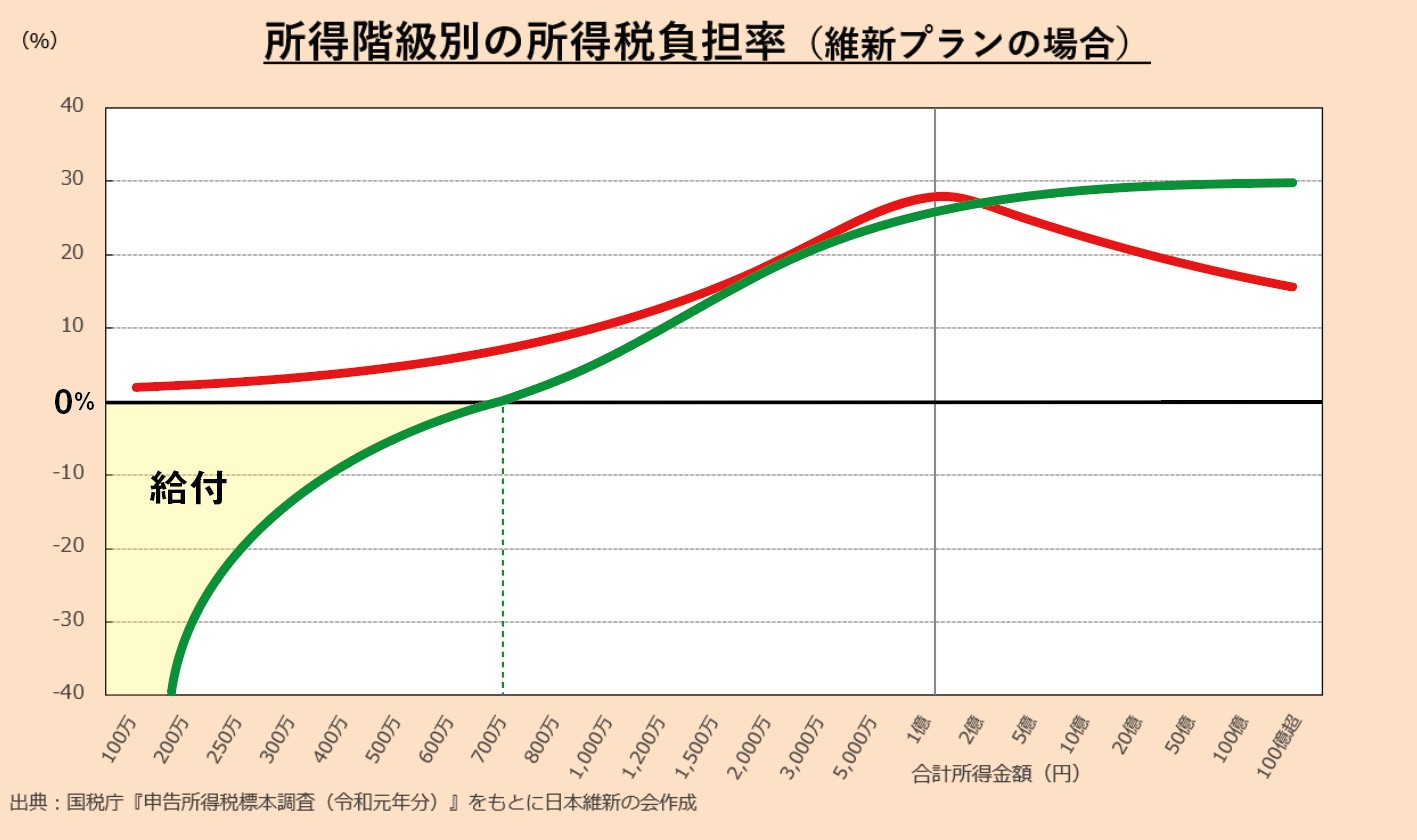 (%)
所得階級別の所得税負担率（維新プランの場合）
40
30
20
10
0%
-10
-20
-30
-40
給付
100万
200万
250万
300万
400万
500万
600万
700万
800万
1,000万
1,200万
1,500万
2,000万
3,000万
5,000万
1億
2億
5億
10億
20億
50億
100億
100億超
合計所得金額（円）
出典：国税庁『申告所得税標本調査（令和元年分）』をもとに日本維新の会作成